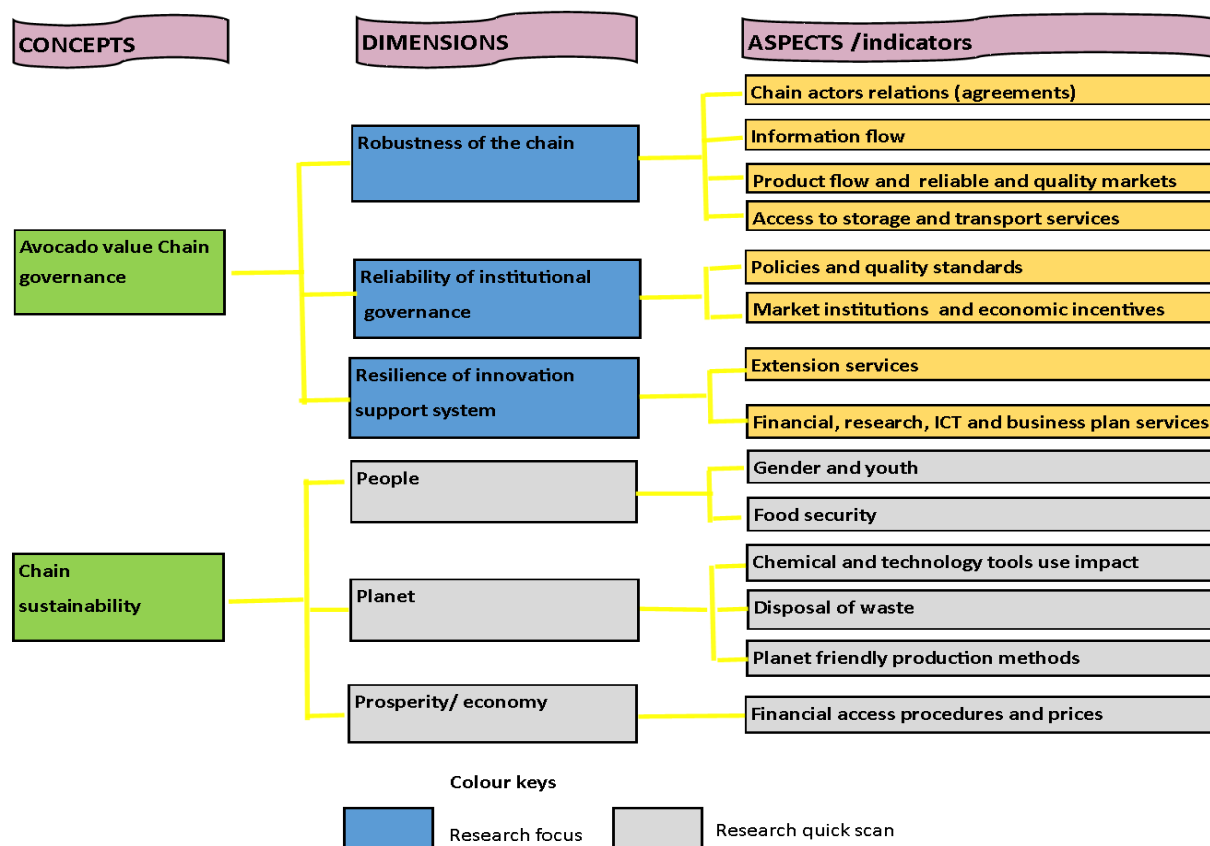 CONCEPTS
DIMENSIONS
ASPECTS /indicators
Avocado value Chain
governance
Robustness of the chain
Chain actors relations (agreements)
Information flow
Product flow and reliable and quality markets
Access to storage and transport services
Reliability of institutional
governance
Policies and quality standards
Market institutions and economic incentives
Resilience of innovation
support system
Extension services
Financial, research, ICT and business plan services
Chain
sustainability
People
Gender and youth
Food security
Planet
Chemical and technology tools use impact
Disposal of waste
Planet friendly production methods
Prosperity/ economy
Financial access procedures and prices
Colour keys
Research focus
Research quick scan